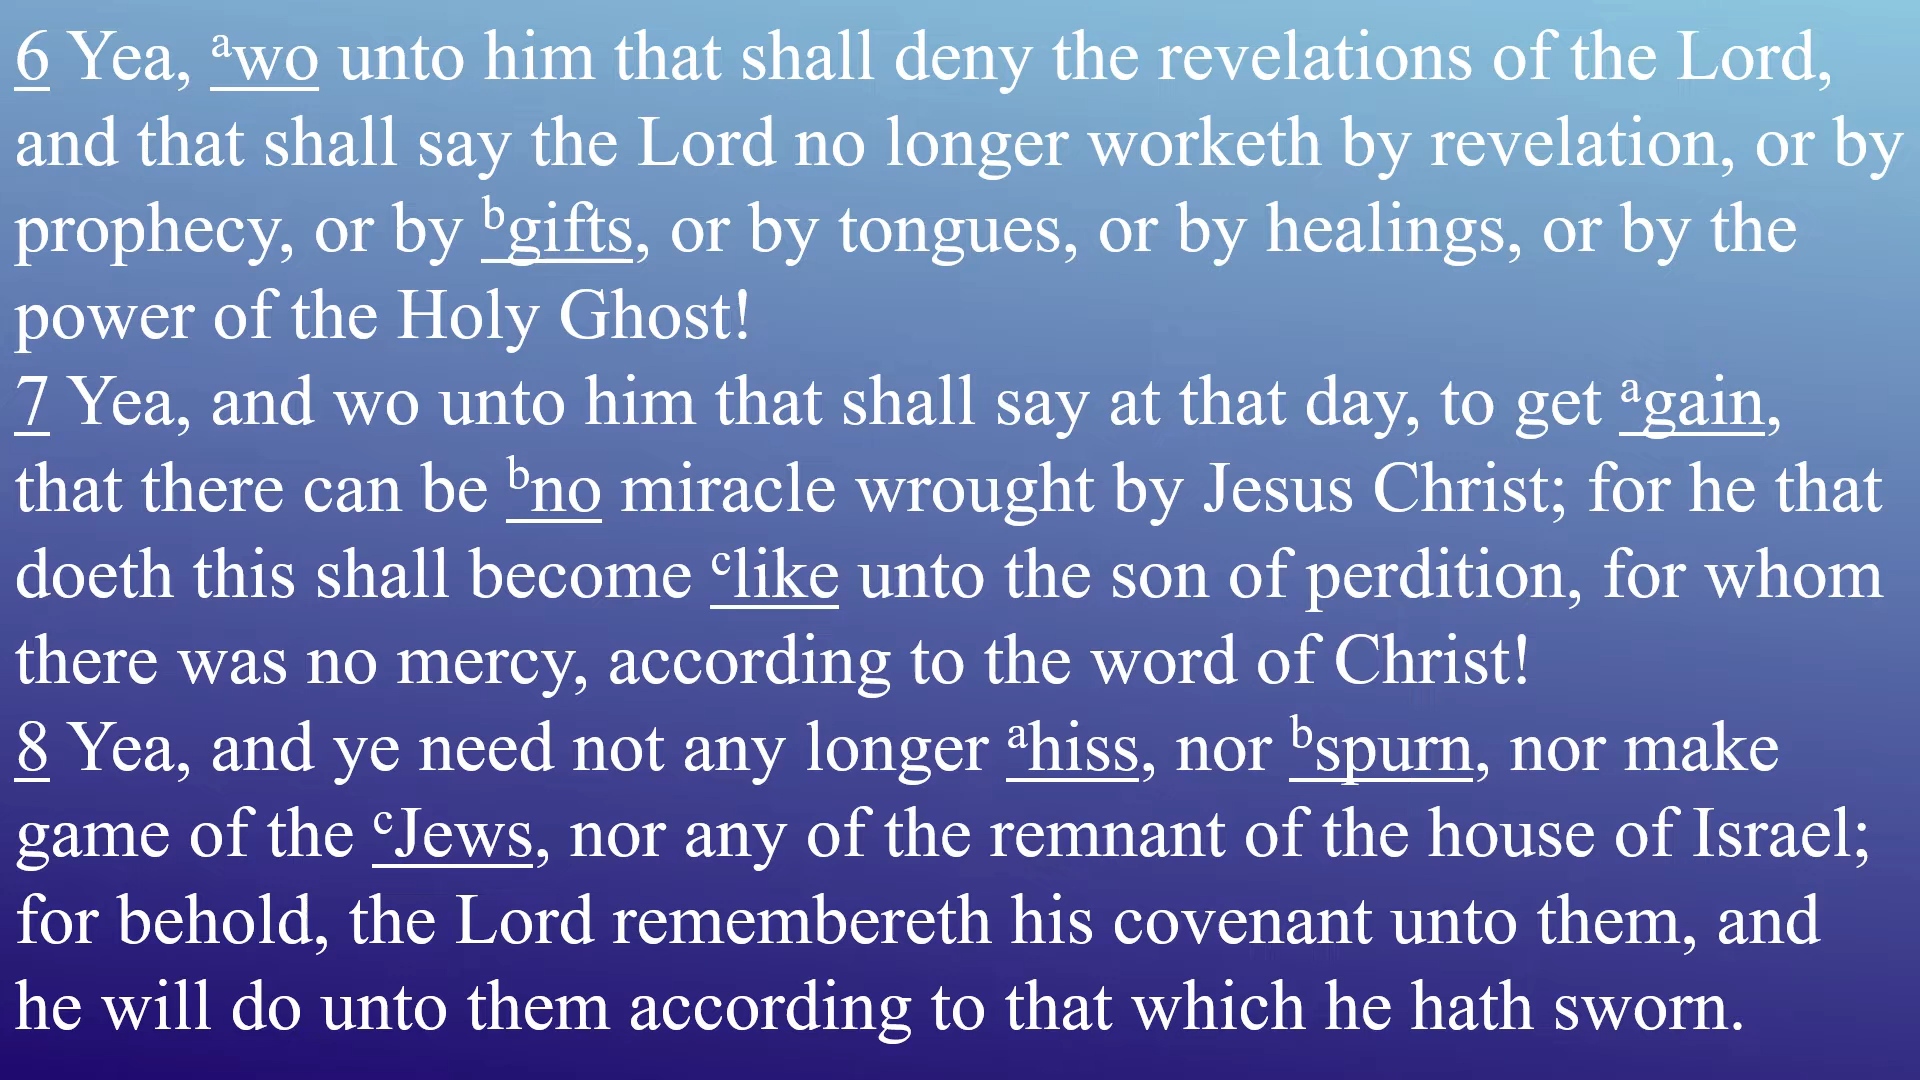 6 Yea, ᵃwo unto him that shall deny the revelations of the Lord,
and that shall say the Lord no longer worketh by revelation, or by
prophecy, or by ᵇgifts, or by tongues, or by healings, or by the
power of the Holy Ghost!
7 Yea, and wo unto him that shall say at that day, to get ᵃgain,
that there can be ᵇno miracle wrought by Jesus Christ; for he that
doeth this shall become ᶜlike unto the son of perdition, for whom
there was no mercy, according to the word of Christ!
8 Yea, and ye need not any longer ᵃhiss, nor ᵇspurn, nor make
game of the ᶜJews, nor any of the remnant of the house of Israel;
for behold, the Lord remembereth his covenant unto them, and
he will do unto them according to that which he hath sworn.